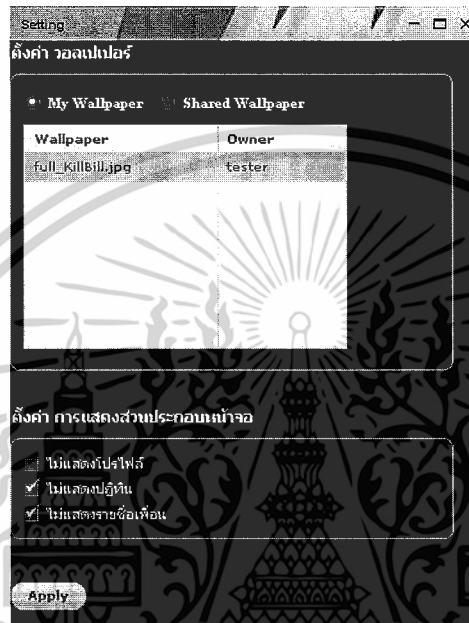 Setting
ตั้งค่า วอลเปเปอร์
My Wallpaper Shared Wallpaper
Wallpaper Owner
full_KillBill.jpg tester
ตั้งค่า การแสดงส่วนประกอบหน้าจอ
ไม่แสดงโปรไฟล์
ไม่แสดงปฏิทิน
ไม่แสดงรายชื่อเพื่อน
Apply